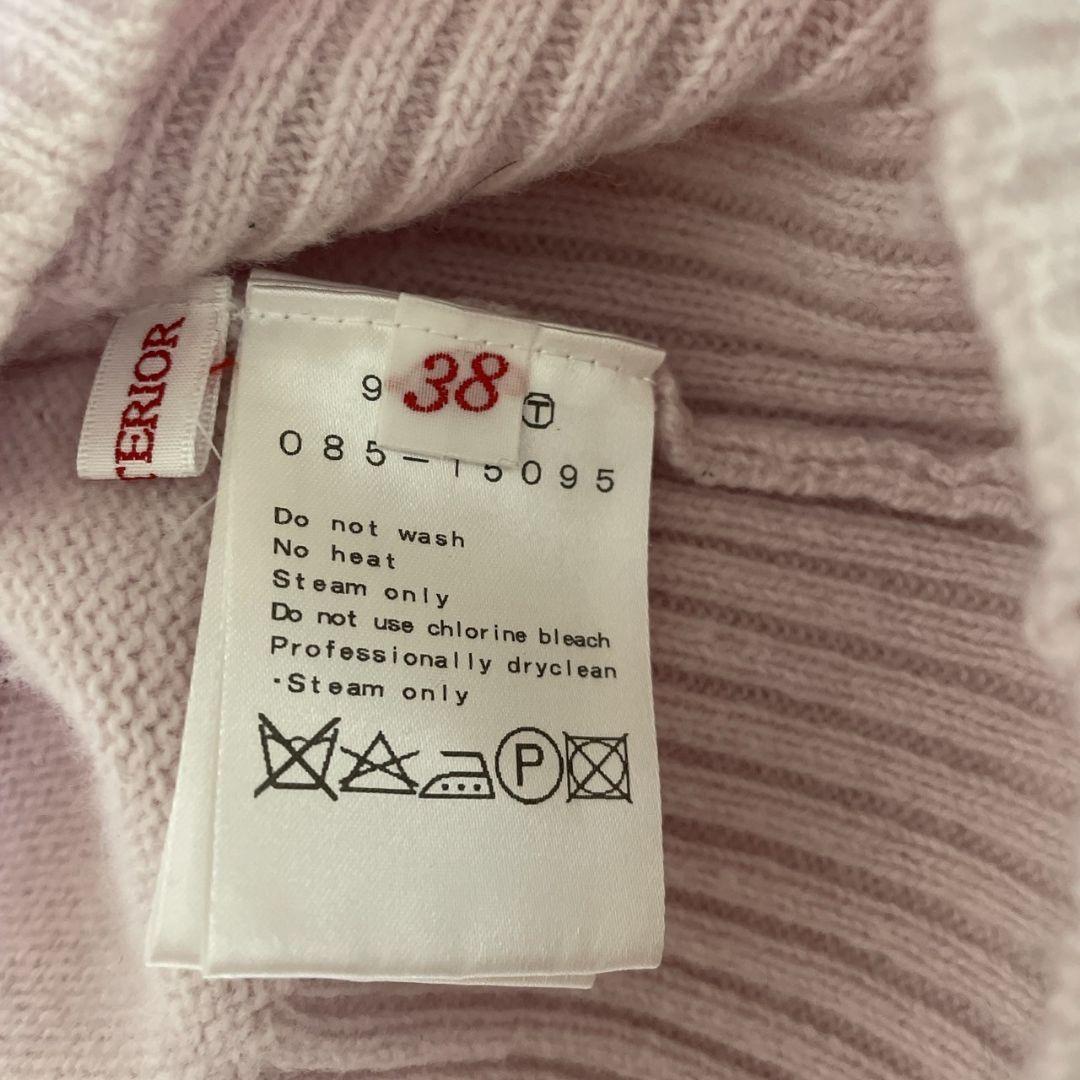 TERIOR
38
9 T
085-15095
Do not wash
No heat
Steam only
Do not use chlorine bleach
Professionally dryclean
·Steam only
P